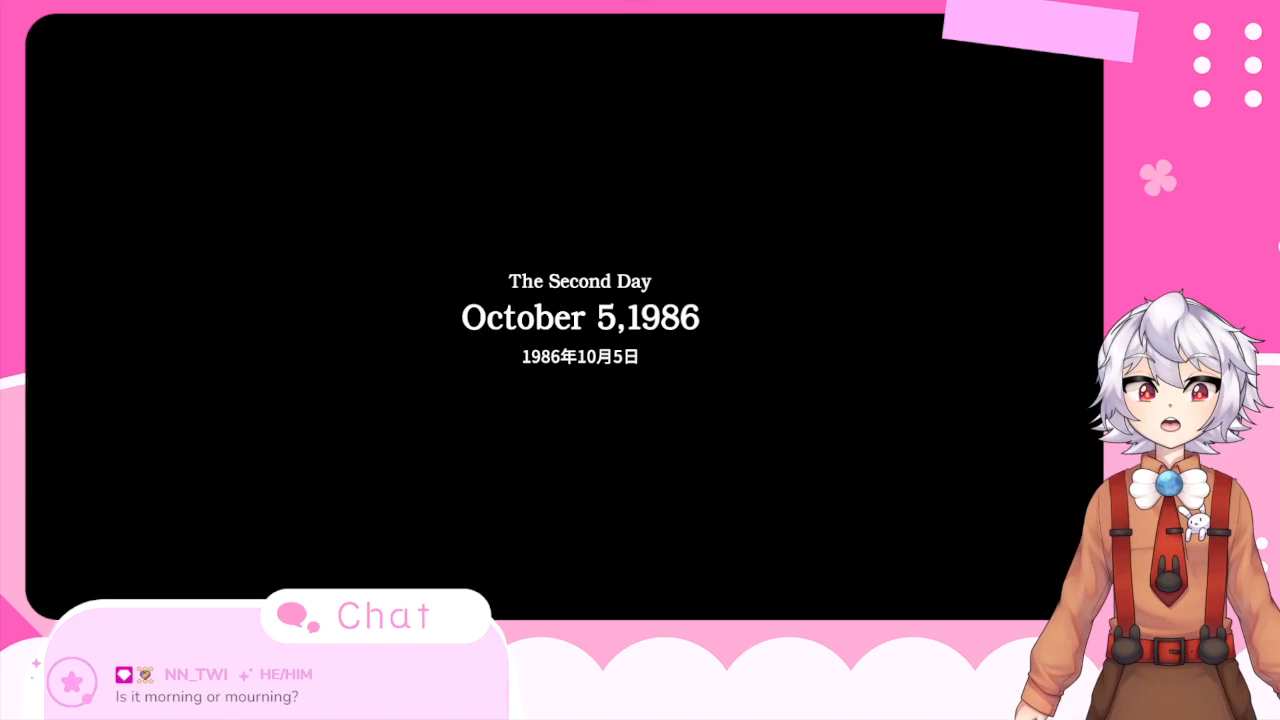 The Second Day
October 5,1986
1986年10月5日
Chat
NN_TWI HE/HIM
Is it morning or mourning?